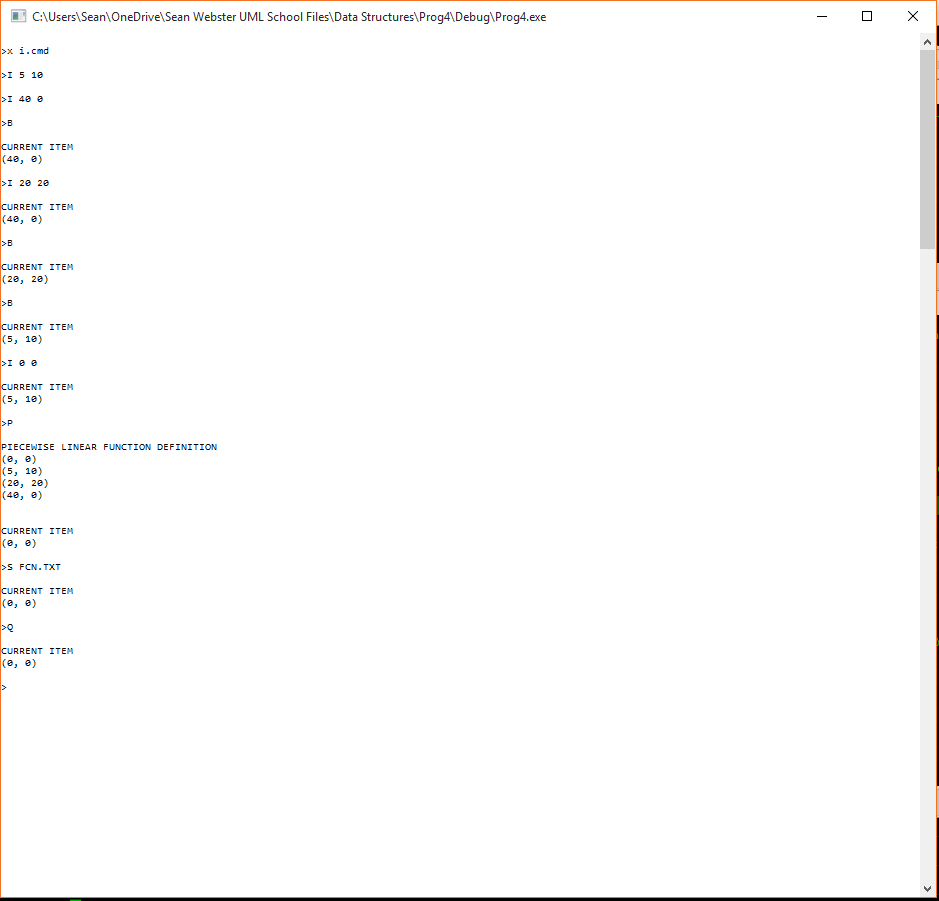 C:\Users\Sean\OneDrive\Sean Webster UML School Files\Data Structures\Prog4\Debug\Prog4.exe
>x i.cmd
>I 5 10
>I 40 0
>B
CURRENT ITEM
(40, 0)
>I 20 20
CURRENT ITEM
(40, 0)
>B
CURRENT ITEM
(20, 20)
>B
CURRENT ITEM
(5, 10)
>I 0 0
CURRENT ITEM
(5, 10)
>P
PIECEWISE LINEAR FUNCTION DEFINITION
(0, 0)
(5, 10)
(20, 20)
(40, 0)
CURRENT ITEM
(0, 0)
>S FCN.TXT
CURRENT ITEM
(0, 0)
>Q
CURRENT ITEM
(0, 0)
>